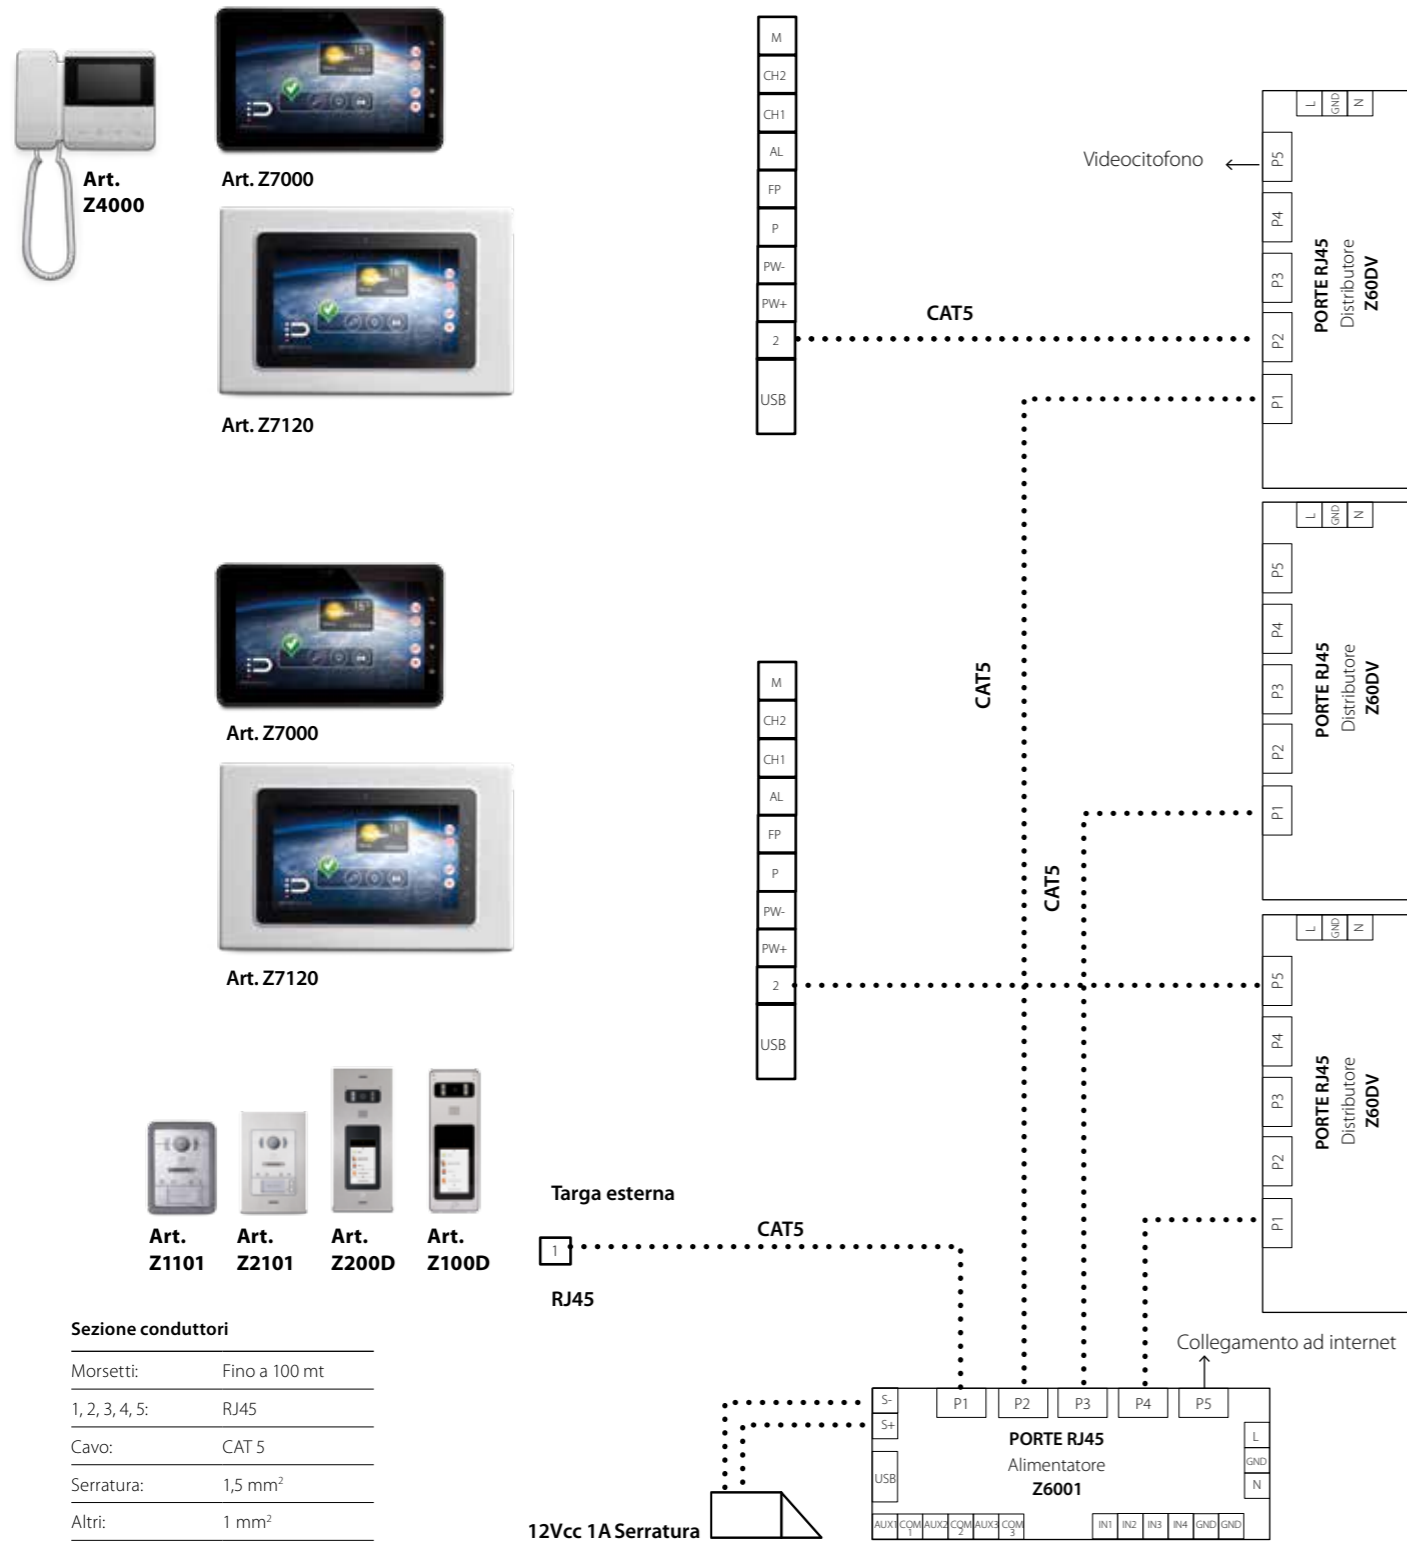 Art.
Z4000
Art. Z7000
Art. Z7120
M
CH2
CH1
AL
FP
P
PW-
PW+
2
USB
CAT5
Videocitofono
L
GND
N
P5
P4
P3
P2
P1
PORTE RJ45
Distributore
Z60DV
Art. Z7000
Art. Z7120
M
CH2
CH1
AL
FP
P
PW-
PW+
2
USB
CAT5
CAT5
L
GND
N
P5
P4
P3
P2
P1
PORTE RJ45
Distributore
Z60DV
L
GND
N
P5
P4
P3
P2
P1
PORTE RJ45
Distributore
Z60DV
Art.
Z1101
Art.
Z2101
Art.
Z200D
Art.
Z100D
Targa esterna
1
RJ45
CAT5
Sezione conduttori
Morsetti: Fino a 100 mt
1, 2, 3, 4, 5: RJ45
Cavo: CAT 5
Serratura: 1,5 mm²
Altri: 1 mm²
Collegamento ad internet
S-
S+
USB
P1 P2 P3 P4 P5
PORTE RJ45
Alimentatore
Z6001
L
GND
N
AUX1 COM 1 AUX2 COM 2 AUX3 COM 3
IN1 IN2 IN3 IN4 GND GND
12Vcc 1A Serratura